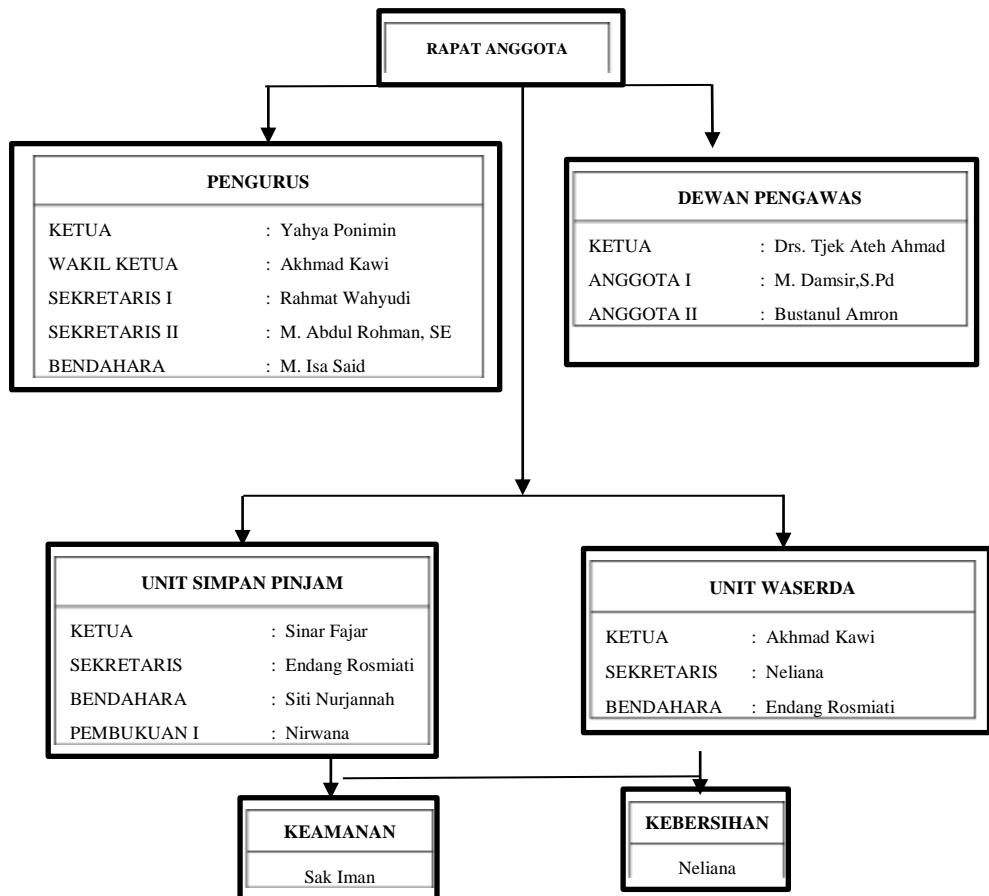 RAPAT ANGGOTA
PENGURUS
KETUA : Yahya Ponimin
WAKIL KETUA : Akhmad Kawi
SEKRETARIS I : Rahmat Wahyudi
SEKRETARIS II : M. Abdul Rohman, SE
BENDAHARA : M. Isa Said
DEWAN PENGAWAS
KETUA : Drs. Tjek Ateh Ahmad
ANGGOTA I : M. Damsir,S.Pd
ANGGOTA II : Bustanul Amron
UNIT SIMPAN PINJAM
KETUA : Sinar Fajar
SEKRETARIS : Endang Rosmiati
BENDAHARA : Siti Nurjannah
PEMBUKUAN I : Nirwana
UNIT WASERDA
KETUA : Akhmad Kawi
SEKRETARIS : Neliana
BENDAHARA : Endang Rosmiati
KEAMANAN
Sak Iman
KEBERSIHAN
Neliana